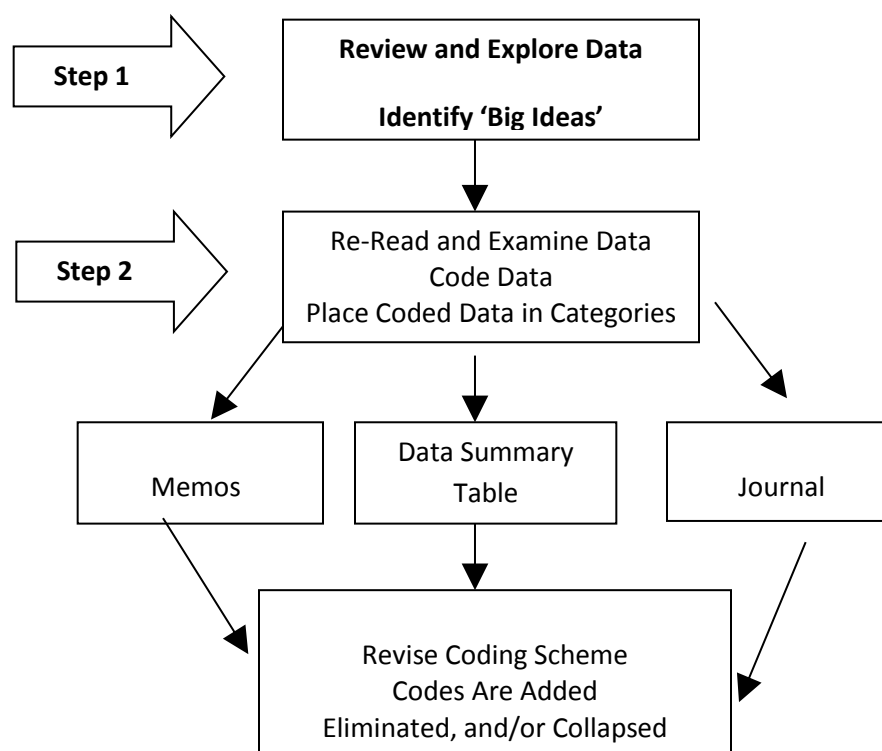 Step 1
Review and Explore Data
Identify ‘Big Ideas’
Step 2
Re-Read and Examine Data
Code Data
Place Coded Data in Categories
Memos
Data Summary
Table
Journal
Revise Coding Scheme
Codes Are Added
Eliminated, and/or Collapsed